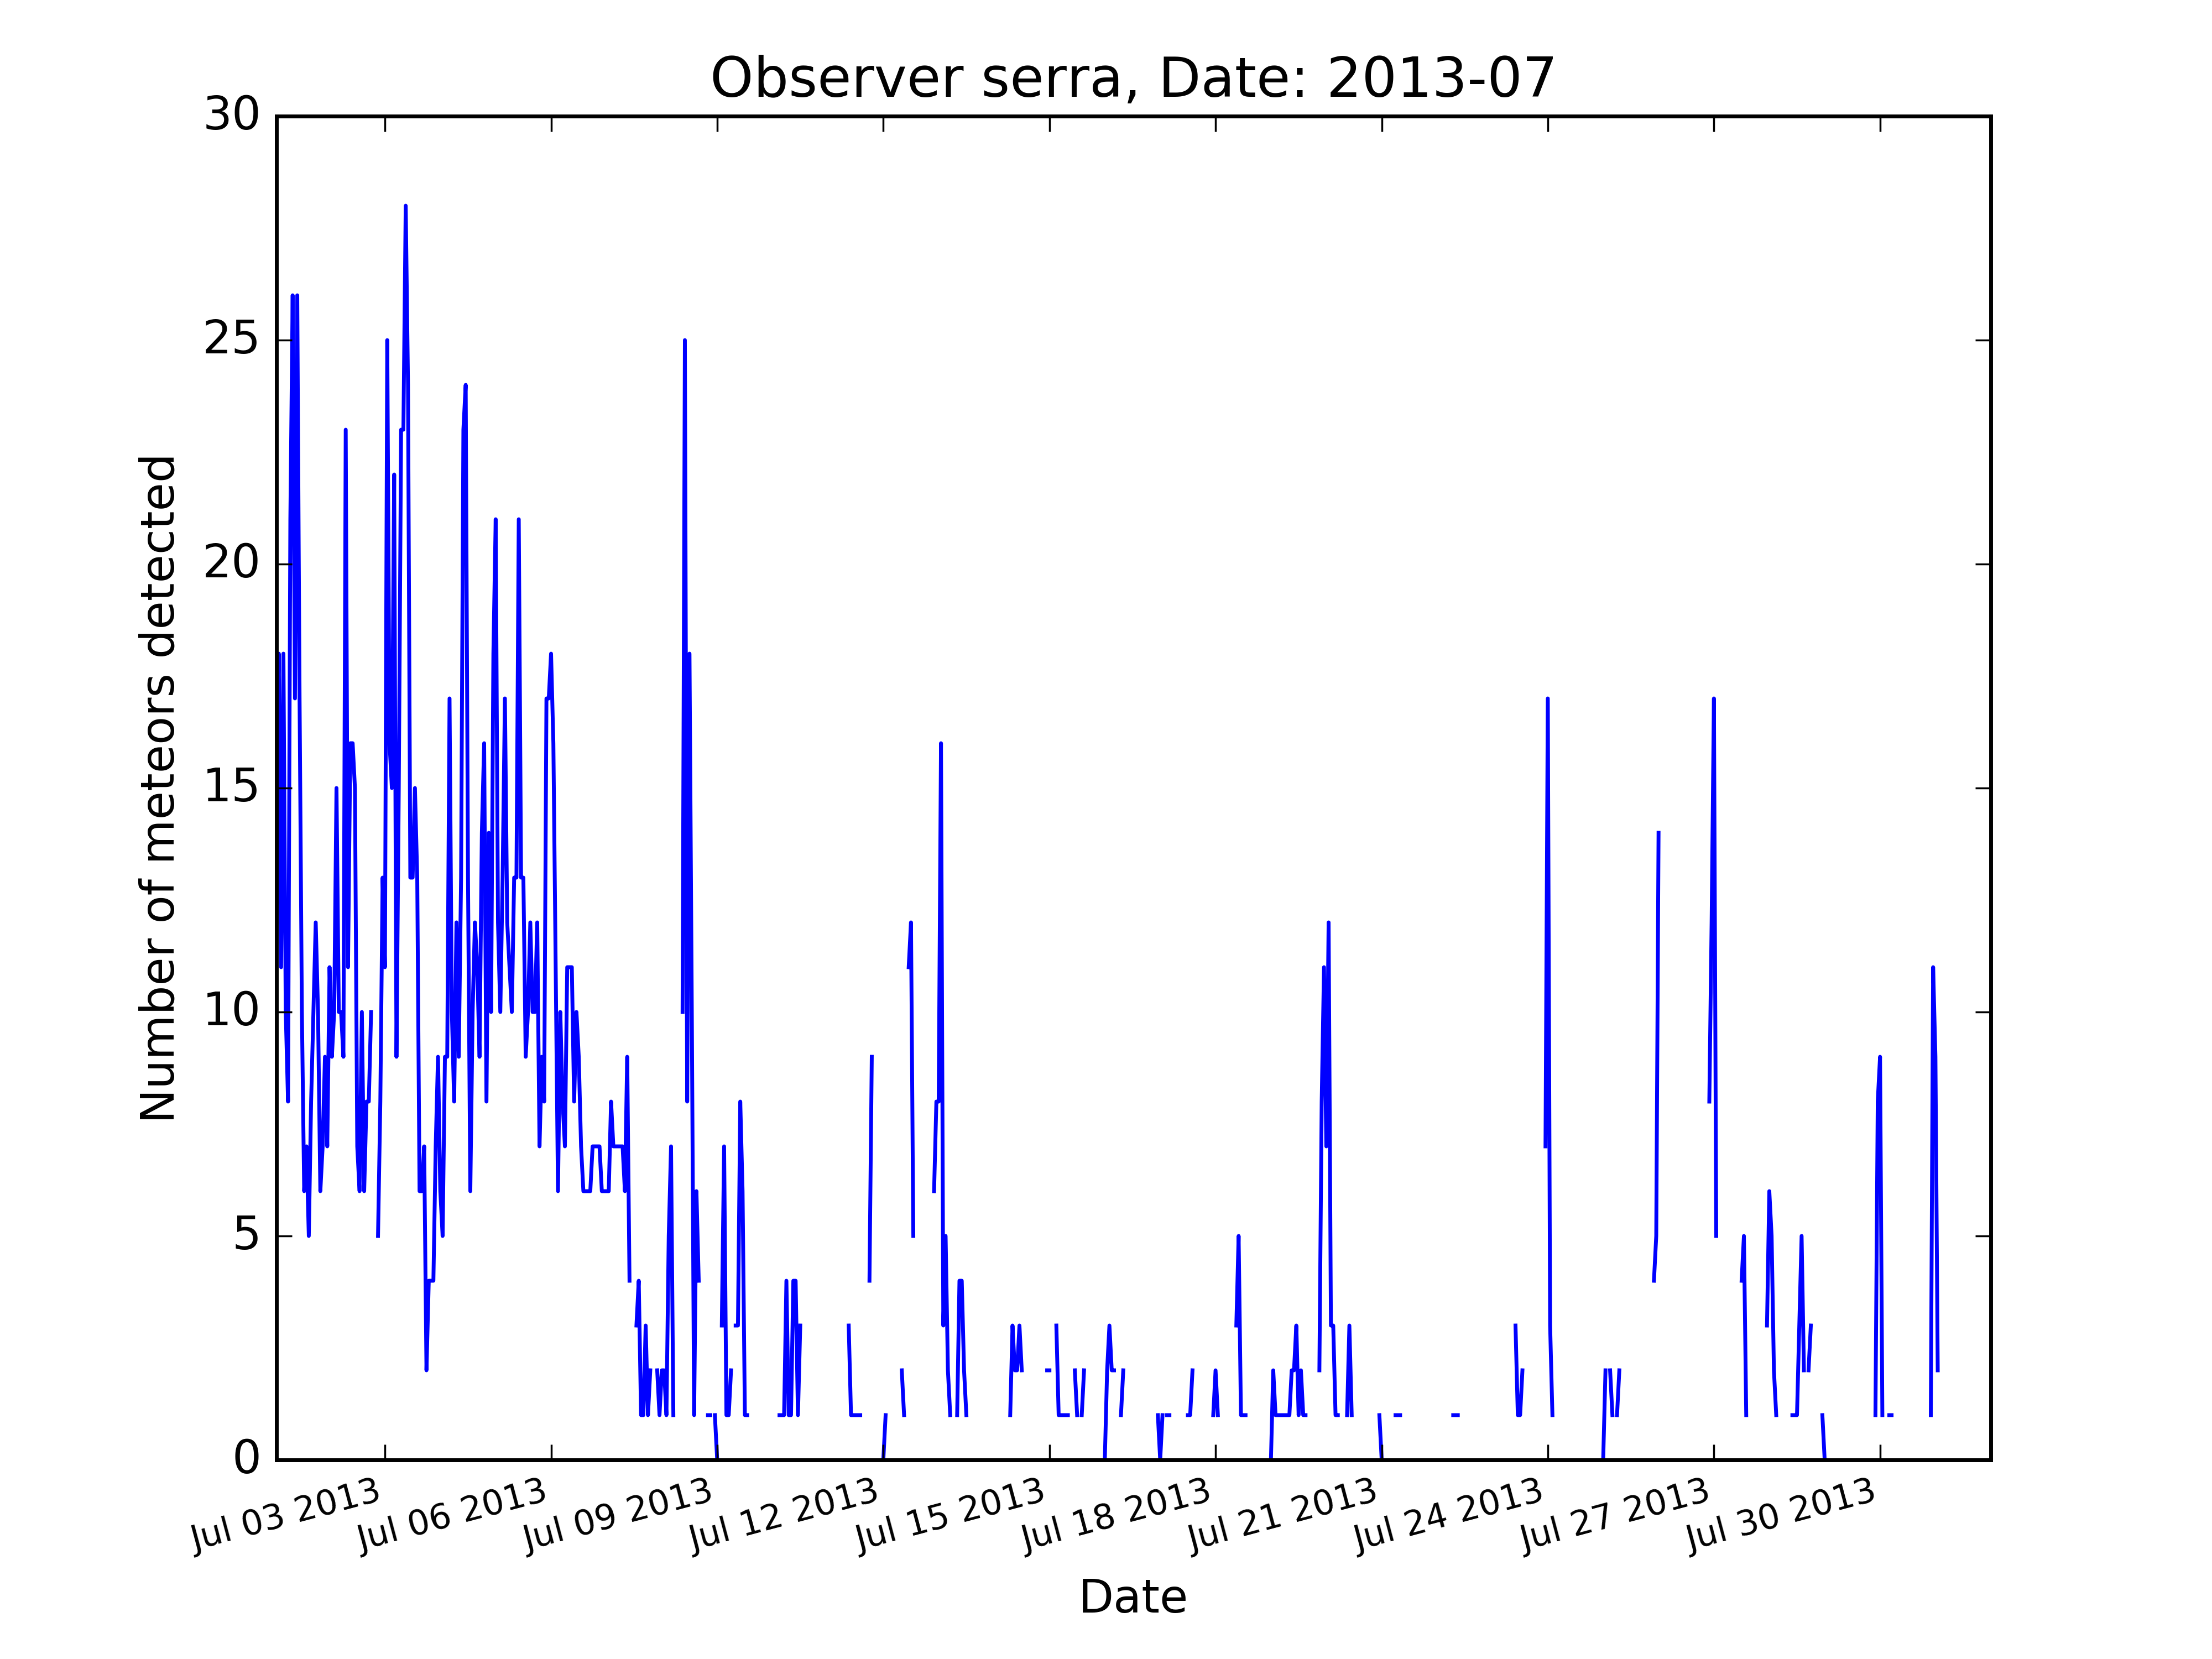 Observer serra, Date: 2013-07
30
25
20
15
10
5
0
Number of meteors detected
Jul 03 2013
Jul 06 2013
Jul 09 2013
Jul 12 2013
Jul 15 2013
Jul 18 2013
Jul 21 2013
Jul 24 2013
Jul 27 2013
Jul 30 2013
Date